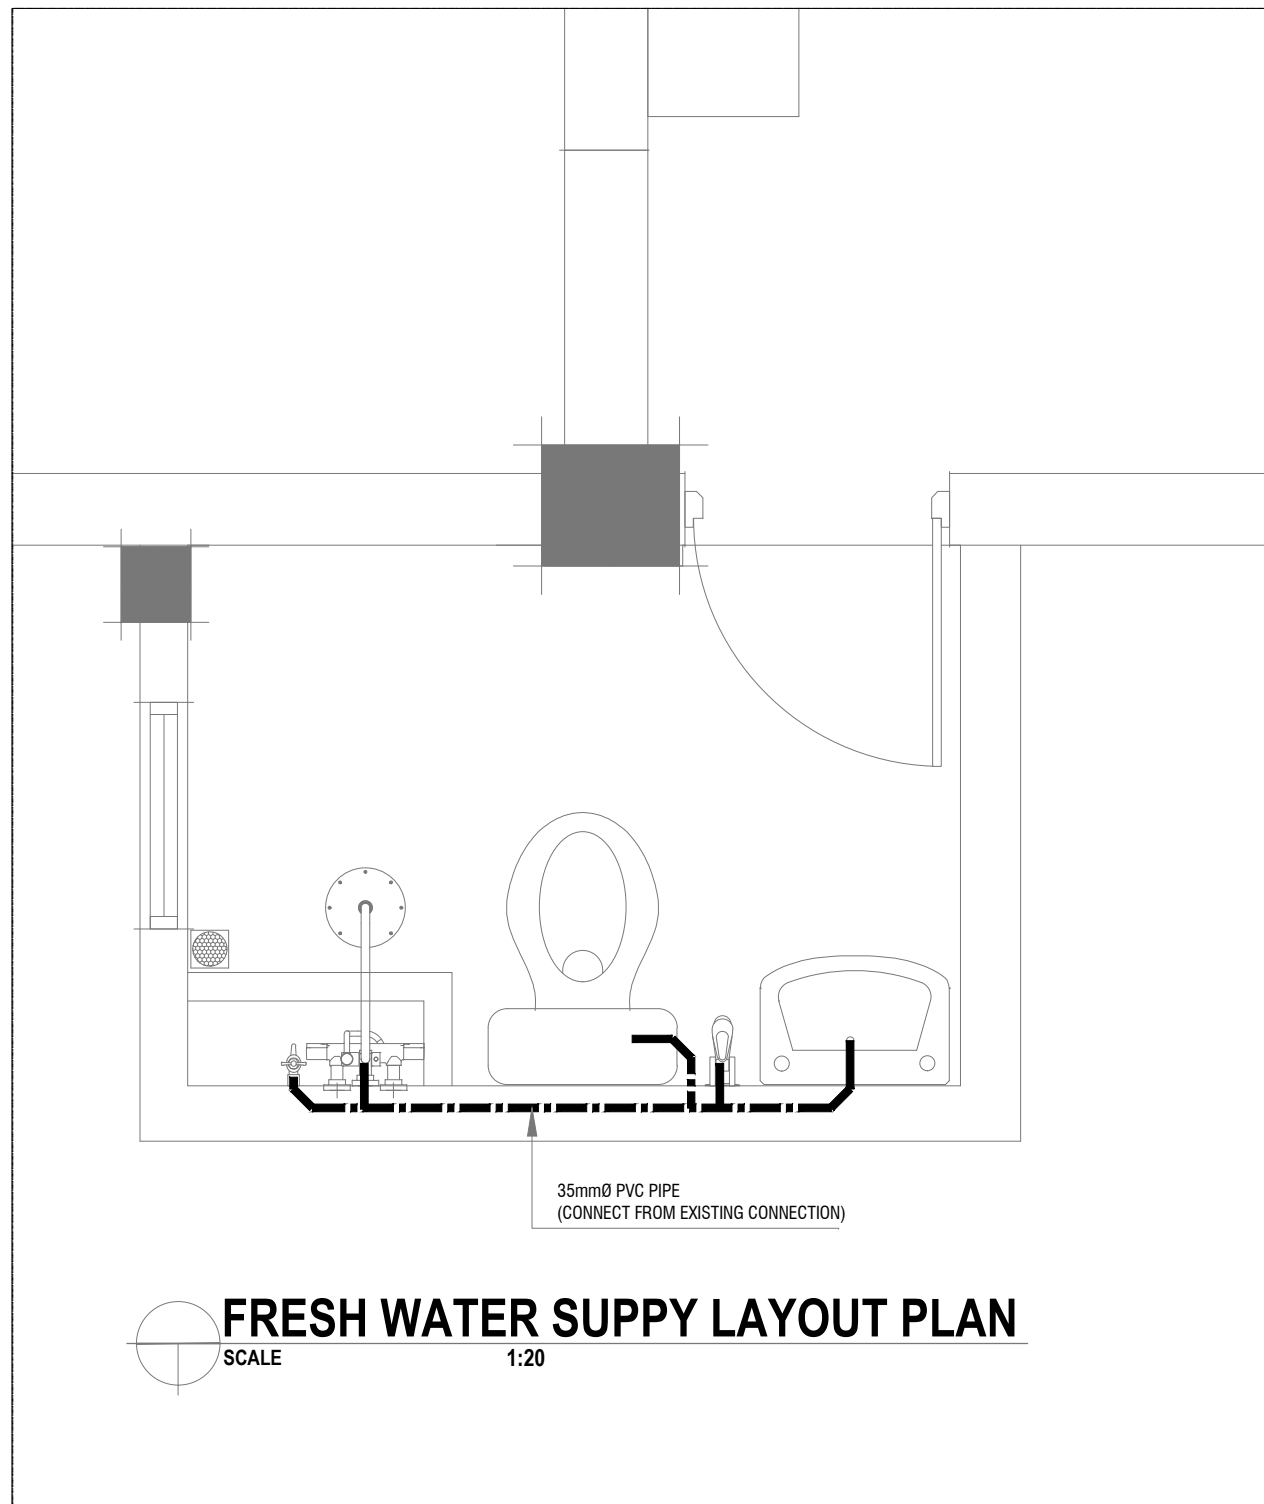 35mmØ PVC PIPE
(CONNECT FROM EXISTING CONNECTION)
FRESH WATER SUPPY LAYOUT PLAN
SCALE 1:20